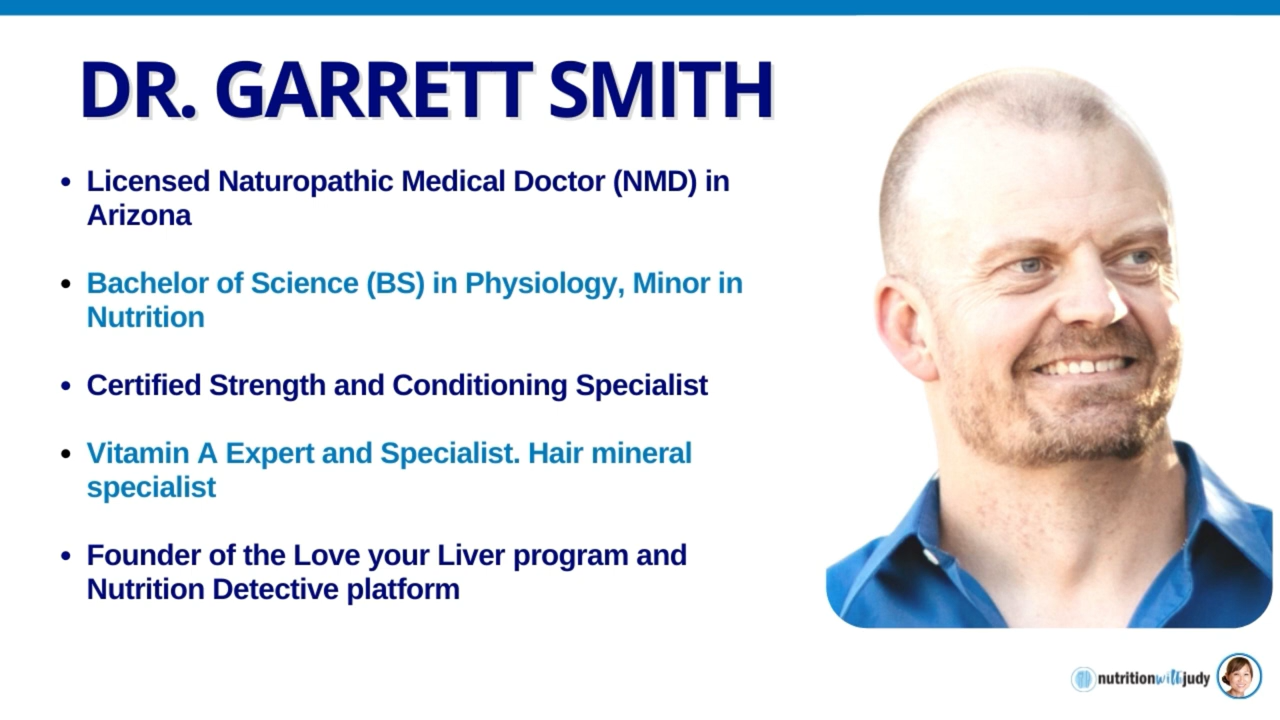 DR. GARRETT SMITH
• Licensed Naturopathic Medical Doctor (NMD) in
Arizona
• Bachelor of Science (BS) in Physiology, Minor in
Nutrition
• Certified Strength and Conditioning Specialist
• Vitamin A Expert and Specialist. Hair mineral
specialist
• Founder of the Love your Liver program and
Nutrition Detective platform
nutritionwithjudy